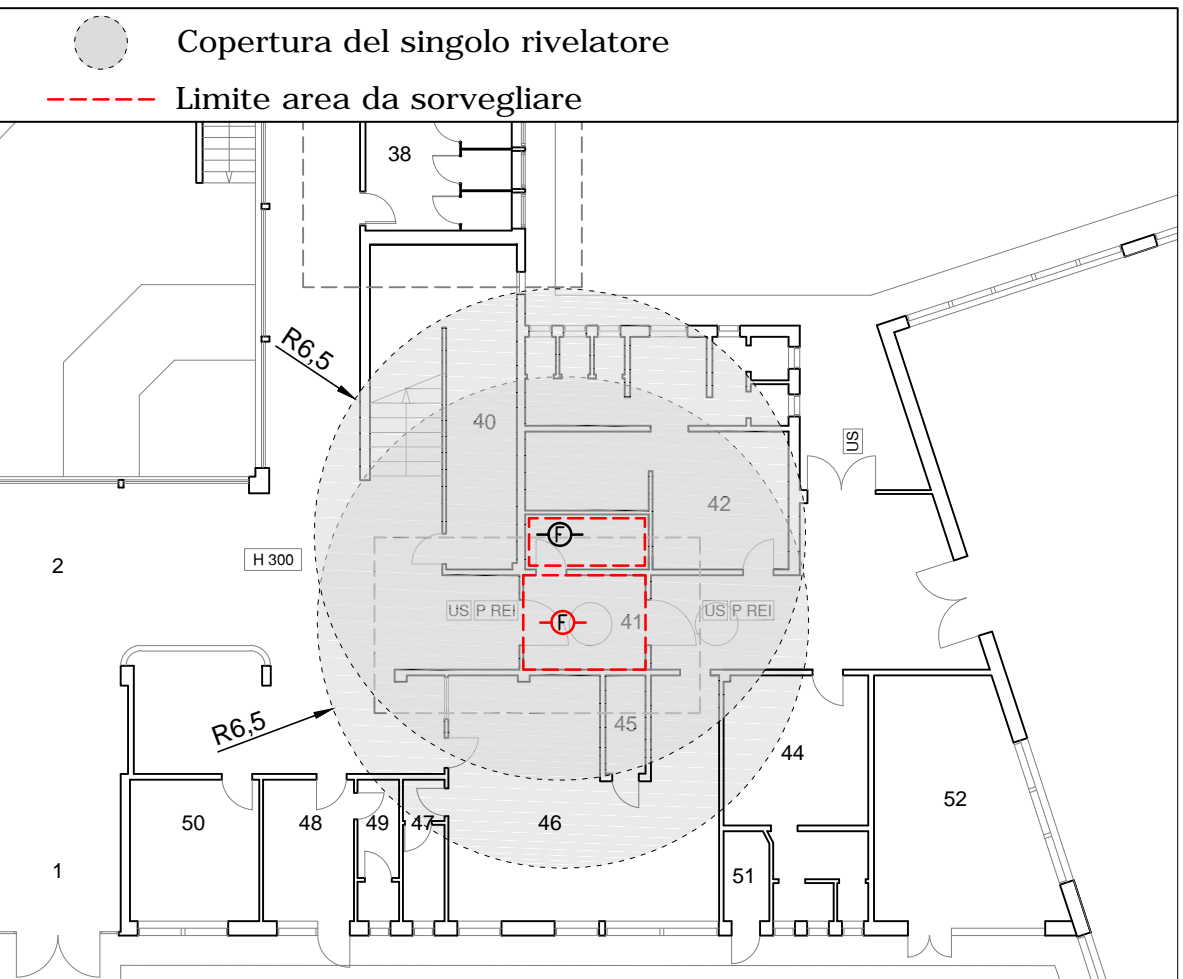 Copertura del singolo rivelatore
Limite area da sorvegliare
38
R6,5
40
US
42
F
2
H 300
US P REI
F
41
US P REI
R6,5
45
44
50
48
49
47
46
52
51
1